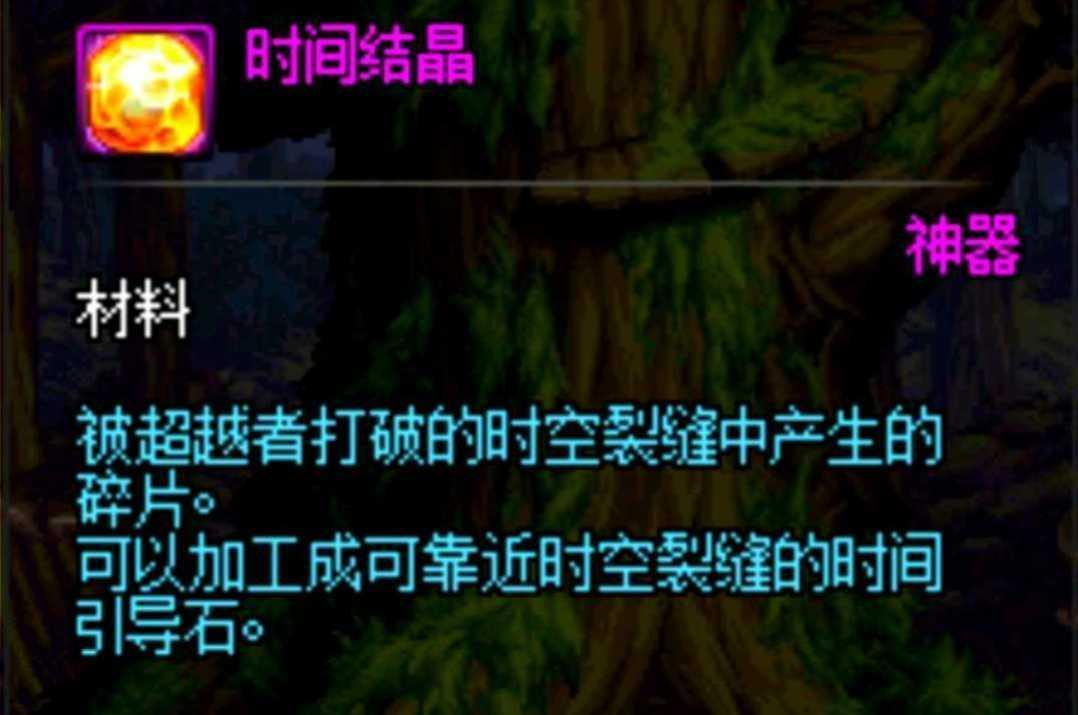 时间结晶
神器
材料
被超越者打破的时空裂缝中产生的
碎片。
可以加工成可靠近时空裂缝的时间
引导石。